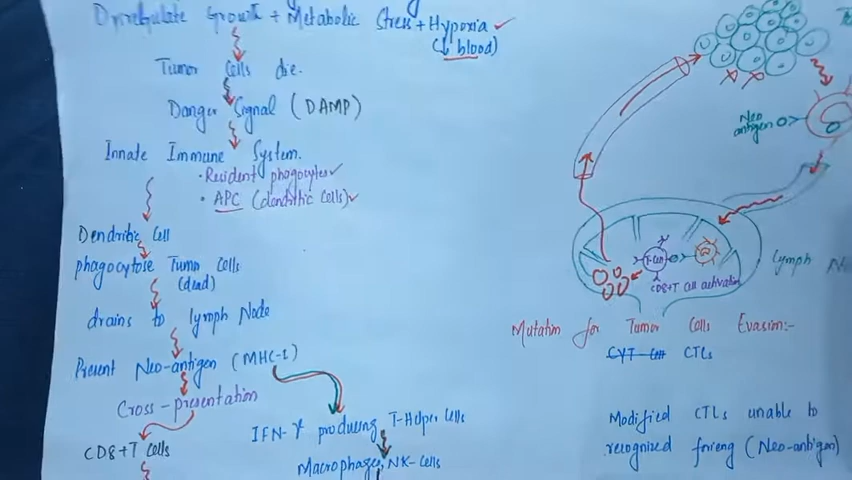 Dysregulate Growth + Metabolic Stress + Hypoxia
(↓ blood)
Tumor Cells die.
Danger Signal (DAMP)
Innate Immune System.
• Resident phagocytes
• APC (dendithic Cells)
Dendritic Cell
phagocytose Tumor Cells
(dead)
drains to lymph Node
Present Neo-antigen (MHC-I)
Cross-presentation
CD8+T Cells
IFN-γ producing T-Helper Cells
Macrophages, NK-Cells
Neo
antigen
T-Cell
CD8+T Cell activation
lymph
Mutation for Tumor Cells Evasion:-
CYT Cell CTLs
Modified CTLs unable to
recognized forieng (Neo-antigen)